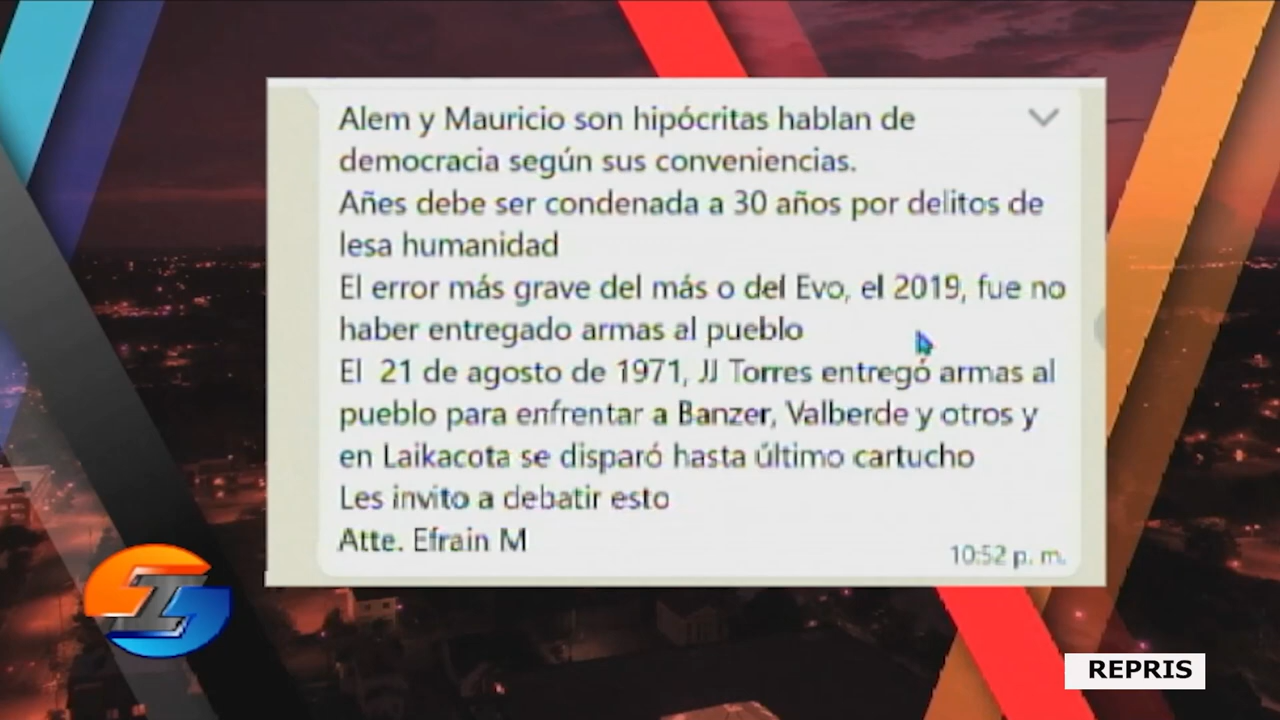 Alem y Mauricio son hipócritas hablan de
democracia según sus conveniencias.
Añes debe ser condenada a 30 años por delitos de
lesa humanidad
El error más grave del más o del Evo, el 2019, fue no
haber entregado armas al pueblo
El  21 de agosto de 1971, JJ Torres entregó armas al
pueblo para enfrentar a Banzer, Valberde y otros y
en Laikacota se disparó hasta último cartucho
Les invito a debatir esto
Atte. Efrain M
10:52 p. m.
REPRIS